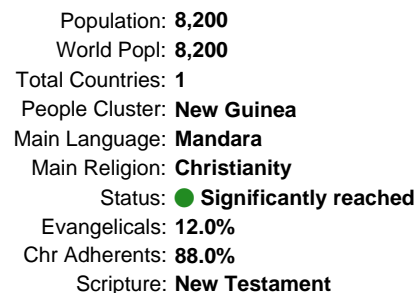 Population: 8,200
World Popl: 8,200
Total Countries: 1
People Cluster: New Guinea
Main Language: Mandara
Main Religion: Christianity
Status: Significantly reached
Evangelicals: 12.0%
Chr Adherents: 88.0%
Scripture: New Testament